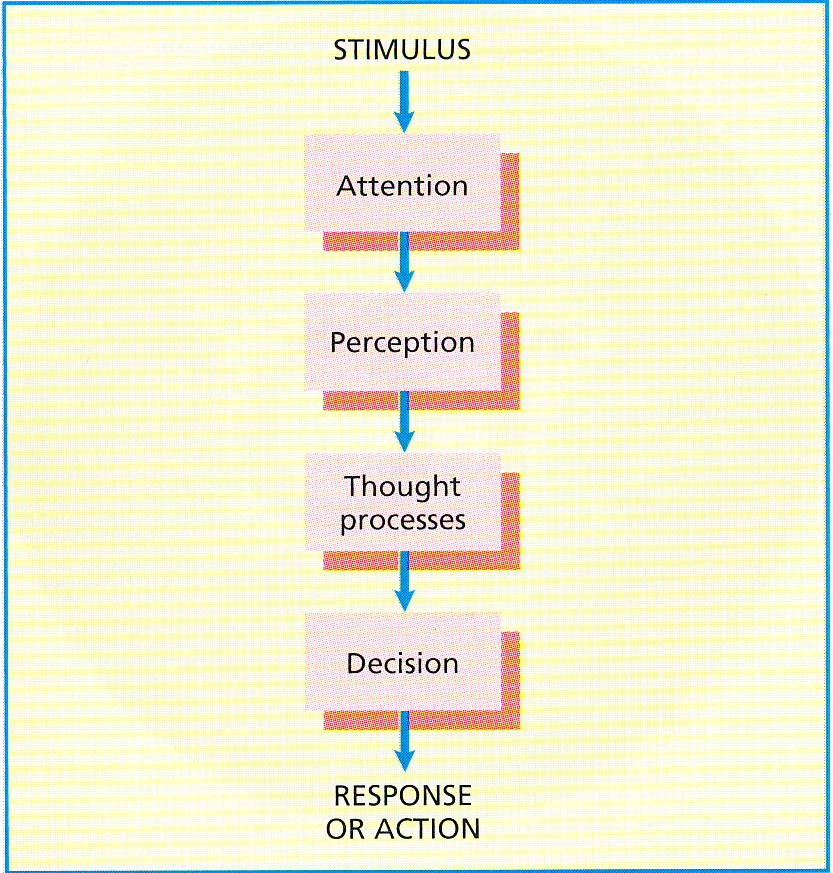 STIMULUS
Attention
Perception
Thought
processes
Decision
RESPONSE
OR ACTION